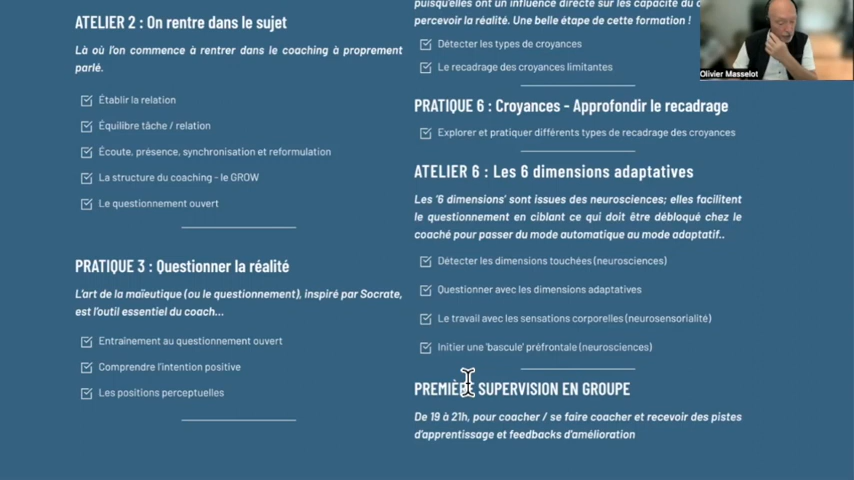 ATELIER 2 : On rentre dans le sujet
Là où l'on commence à rentrer dans le coaching à proprement
parlé.
Établir la relation
Équilibre tâche / relation
Écoute, présence, synchronisation et reformulation
La structure du coaching - le GROW
Le questionnement ouvert
PRATIQUE 3 : Questionner la réalité
L'art de la maïeutique (ou le questionnement), inspiré par Socrate,
est l'outil essentiel du coach...
Entraînement au questionnement ouvert
Comprendre l'intention positive
Les positions perceptuelles
puisqu'elles ont un influence directe sur les capacité du
percevoir la réalité. Une belle étape de cette formation !
Détecter les types de croyances
Le recadrage des croyances limitantes
PRATIQUE 6 : Croyances - Approfondir le recadrage
Explorer et pratiquer différents types de recadrage des croyances
ATELIER 6 : Les 6 dimensions adaptatives
Les '6 dimensions' sont issues des neurosciences; elles facilitent
le questionnement en ciblant ce qui doit être débloqué chez le
coaché pour passer du mode automatique au mode adaptatif..
Détecter les dimensions touchées (neurosciences)
Questionner avec les dimensions adaptatives
Le travail avec les sensations corporelles (neurosensorialité)
Initier une 'bascule' préfrontale (neurosciences)
PREMIÈRE SUPERVISION EN GROUPE
De 19 à 21h, pour coacher / se faire coacher et recevoir des pistes
d'apprentissage et feedbacks d'amélioration
Olivier Masselot